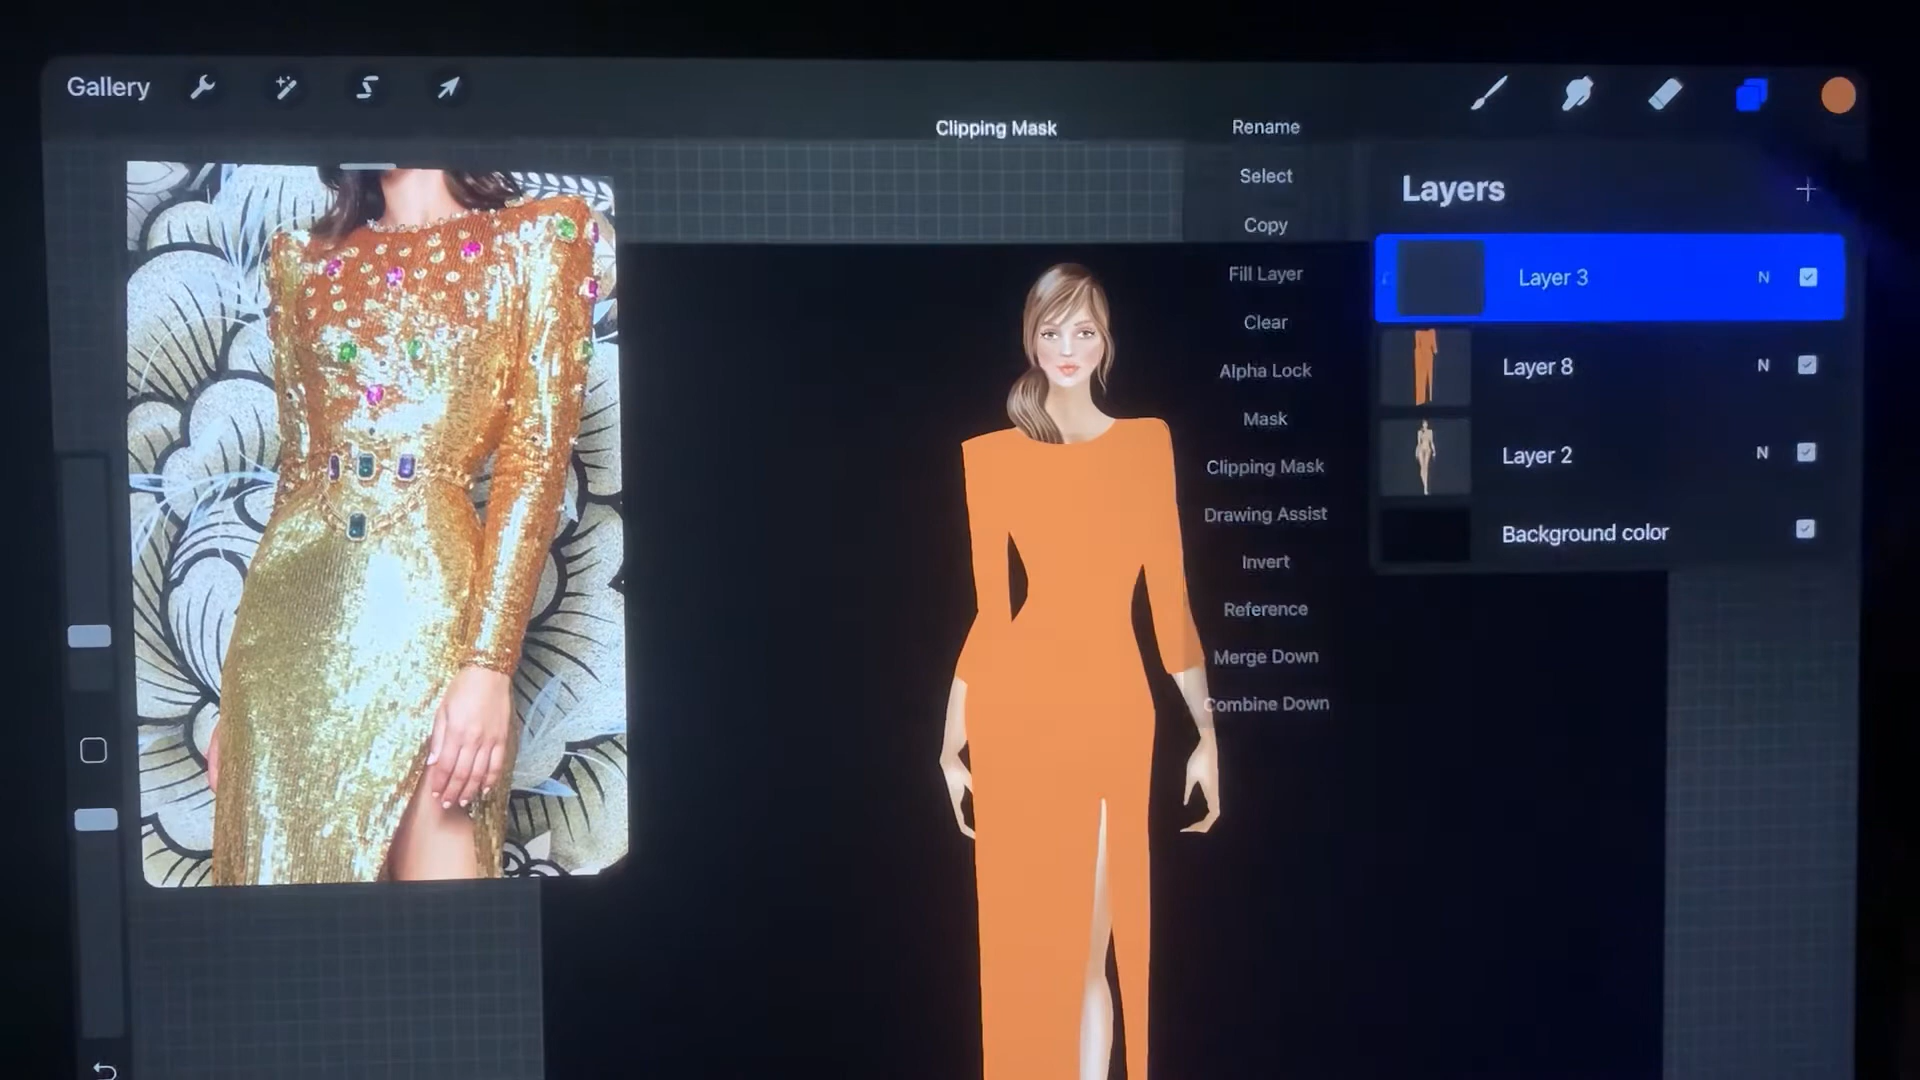 Gallery
Clipping Mask
Rename
Select
Copy
Fill Layer
Clear
Alpha Lock
Mask
Clipping Mask
Drawing Assist
Invert
Reference
Merge Down
Combine Down
Layers
Layer 3 N
Layer 8 N
Layer 2 N
Background color